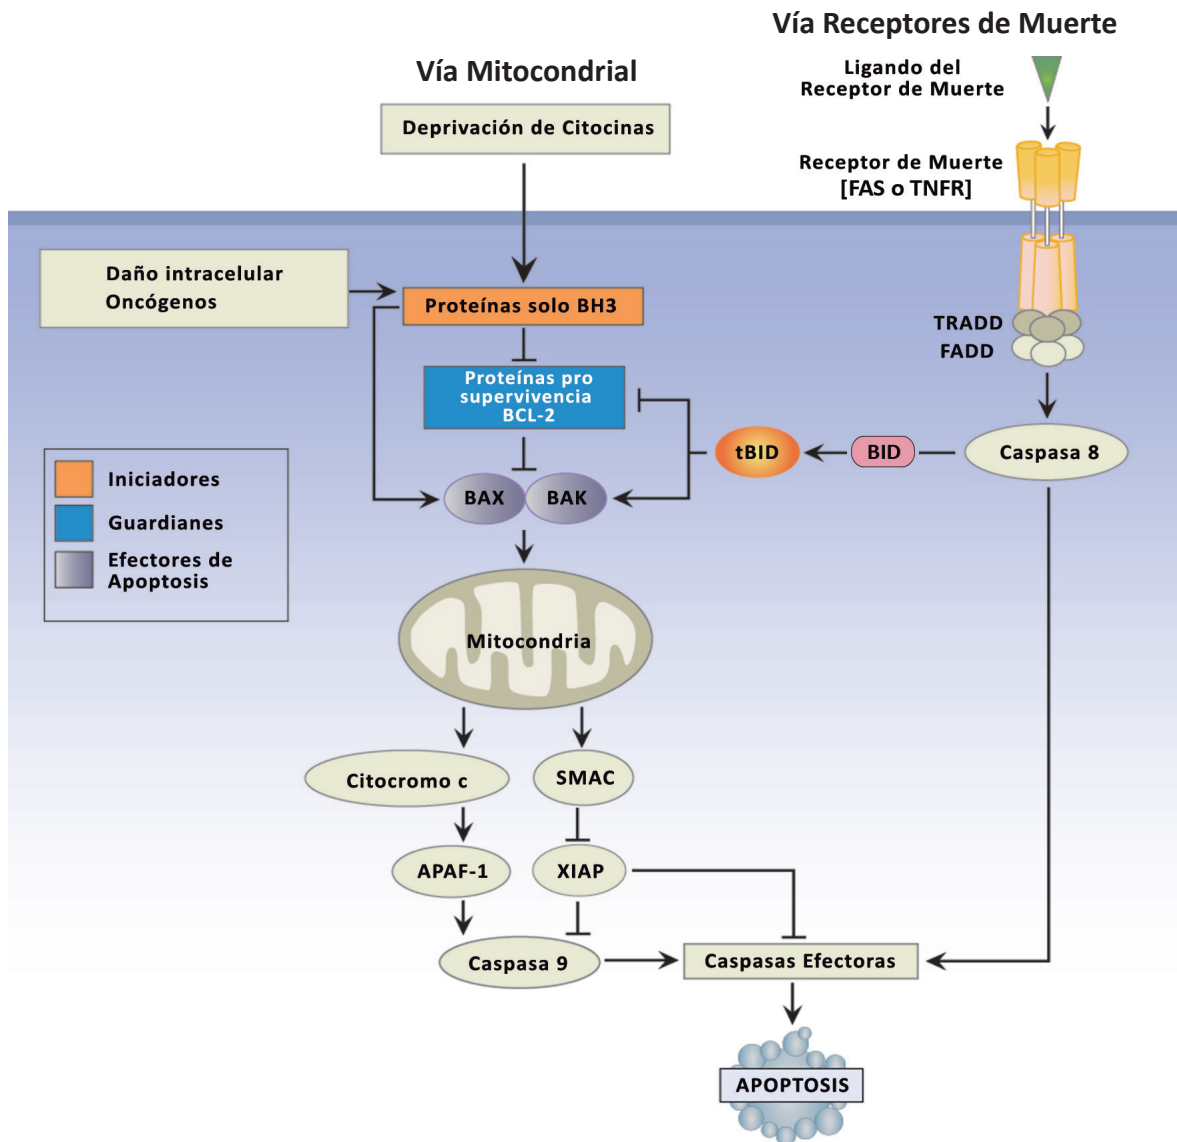 Vía Receptores de Muerte
Vía Mitocondrial
Ligando del
Receptor de Muerte
Deprivación de Citocinas
Receptor de Muerte
[FAS o TNFR]
Daño intracelular
Oncógenos
Proteínas solo BH3
TRADD
FADD
Proteínas pro
supervivencia
BCL-2
tBID
BID
Caspasa 8
Iniciadores
Guardianes
Efectores de
Apoptosis
BAX
BAK
Mitocondria
Citocromo c
SMAC
APAF-1
XIAP
Caspasa 9
Caspasas Efectoras
APOPTOSIS